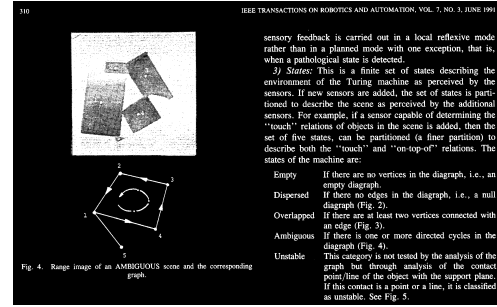 310
IEEE TRANSACTIONS ON ROBOTICS AND AUTOMATION, VOL. 7, NO. 3, JUNE 1991
2
3
1
4
5
Fig. 4. Range image of an AMBIGUOUS scene and the corresponding
graph.
sensory feedback is carried out in a local reflexive mode
rather than in a planned mode with one exception, that is,
when a pathological state is detected.
3) States: This is a finite set of states describing the
environment of the Turing machine as perceived by the
sensors. If new sensors are added, the set of states is parti-
tioned to describe the scene as perceived by the additional
sensors. For example, if a sensor capable of determining the
"touch" relations of objects in the scene is added, then the
set of five states, can be partitioned (a finer partition) to
describe both the "touch" and "on-top-of" relations. The
states of the machine are:
Empty If there are no vertices in the diagram, i.e., an
empty diagraph.
Dispersed If there no edges in the diagram, i.e., a null
diagraph (Fig. 2).
Overlapped If there are at least two vertices connected with
an edge (Fig. 3).
Ambiguous If there is one or more directed cycles in the
diagraph (Fig. 4).
Unstable This category is not tested by the analysis of the
graph but through analysis of the contact
point/line of the object with the support plane.
If this contact is a point or a line, it is classified
as unstable. See Fig. 5.